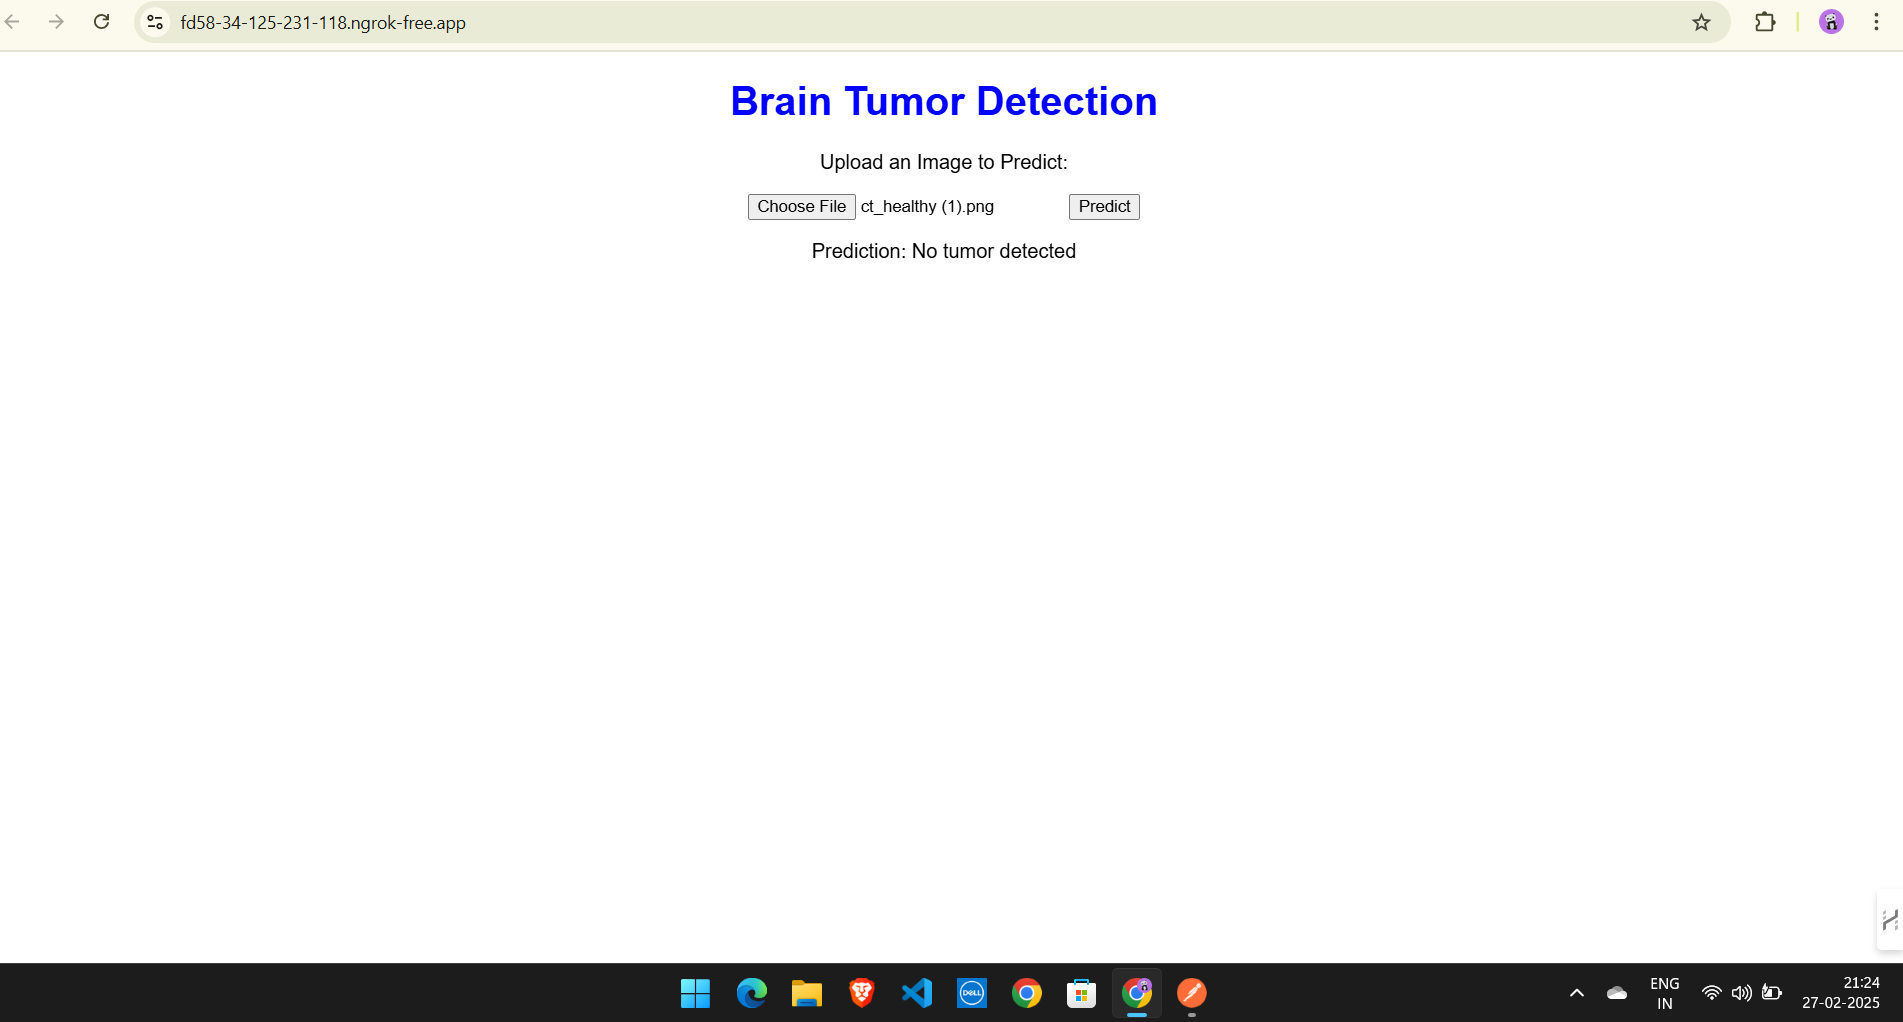 fd58-34-125-231-118.ngrok-free.app
Brain Tumor Detection
Upload an Image to Predict:
Choose File ct_healthy (1).png Predict
Prediction: No tumor detected
DELL
ENG
IN
21:24
27-02-2025